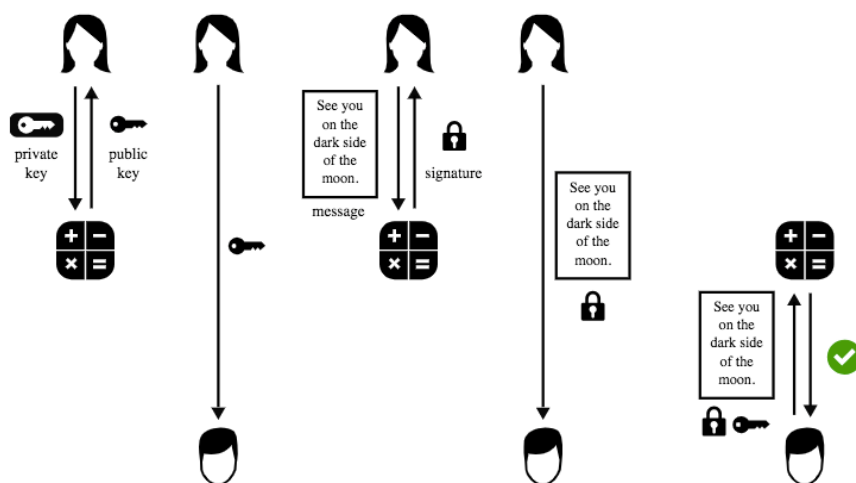 private
key
public
key
See you
on the
dark side
of the
moon.
message
signature
See you
on the
dark side
of the
moon.
See you
on the
dark side
of the
moon.